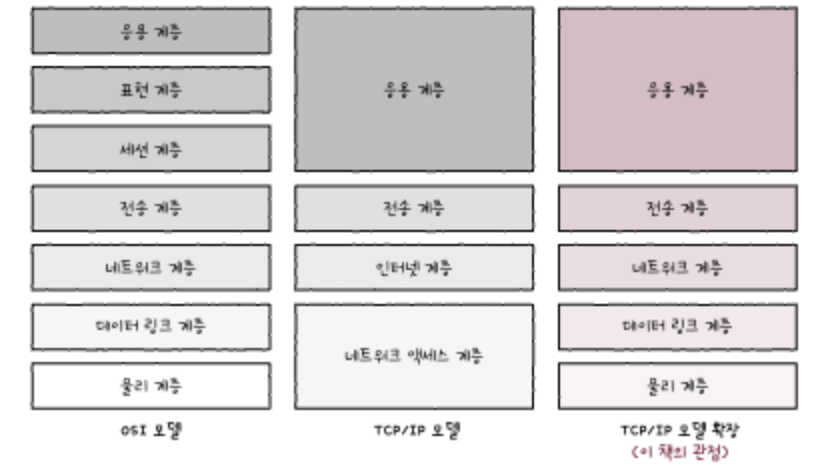 응용 계층
표현 계층
세션 계층
전송 계층
네트워크 계층
데이터 링크 계층
물리 계층
OSI 모델
응용 계층
전송 계층
인터넷 계층
네트워크 액세스 계층
TCP/IP 모델
응용 계층
전송 계층
네트워크 계층
데이터 링크 계층
물리 계층
TCP/IP 모델 확장
(이 책의 관점)